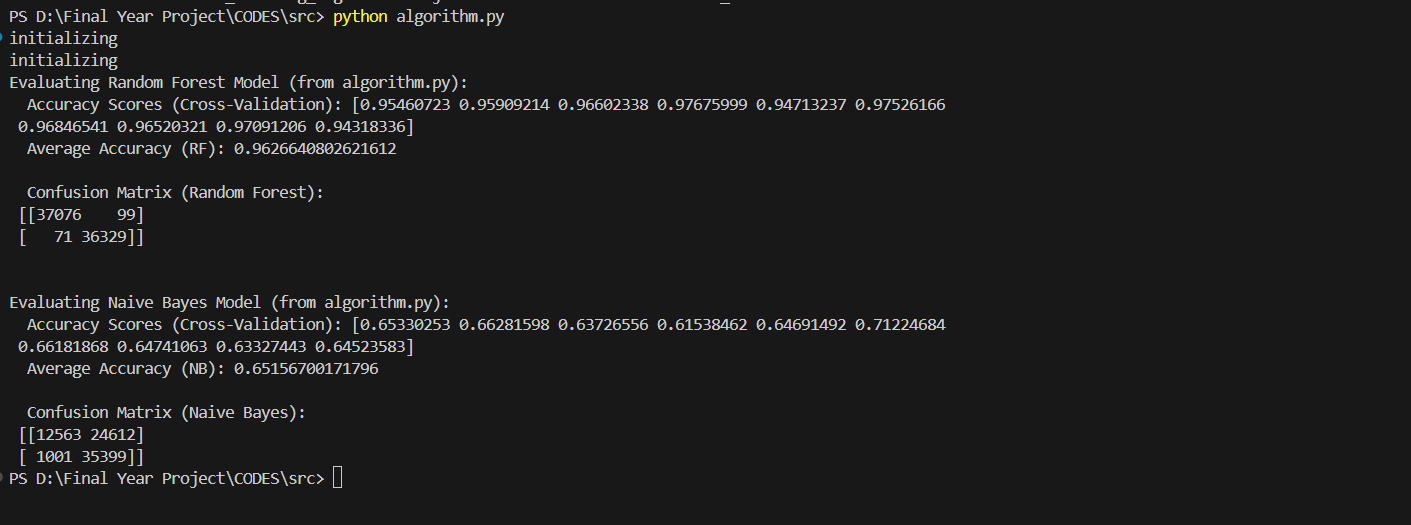 PS D:\Final Year Project\CODES\src> python algorithm.py
initializing
initializing
Evaluating Random Forest Model (from algorithm.py):
  Accuracy Scores (Cross-Validation): [0.95460723 0.95909214 0.96602338 0.97675999 0.94713237 0.97526166
 0.96846541 0.96520321 0.97091206 0.94318336]
  Average Accuracy (RF): 0.9626640802621612
  Confusion Matrix (Random Forest):
 [[37076    99]
 [   71 36329]]
Evaluating Naive Bayes Model (from algorithm.py):
  Accuracy Scores (Cross-Validation): [0.65330253 0.66281598 0.63726556 0.61538462 0.64691492 0.71224684
 0.66181868 0.64741063 0.63327443 0.64523583]
  Average Accuracy (NB): 0.65156700171796
  Confusion Matrix (Naive Bayes):
 [[12563 24612]
 [ 1001 35399]]
PS D:\Final Year Project\CODES\src>